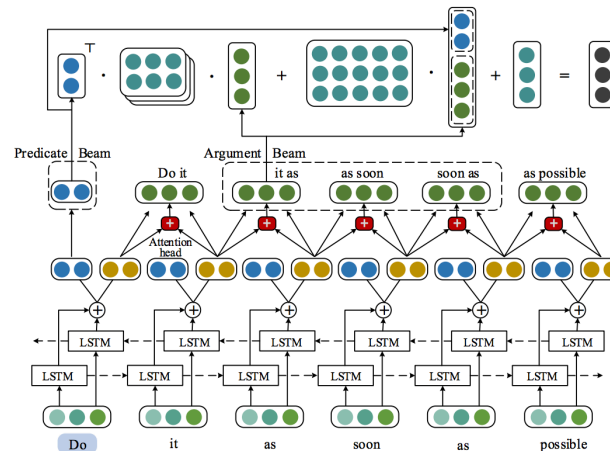 ⊤ · · + · + =
Predicate Beam
Argument Beam
Do it
it as
as soon
soon as
as possible
+ + + + +
Attention
head
+ + + + + +
LSTM LSTM LSTM LSTM LSTM LSTM
LSTM LSTM LSTM LSTM LSTM LSTM
Do it as soon as possible